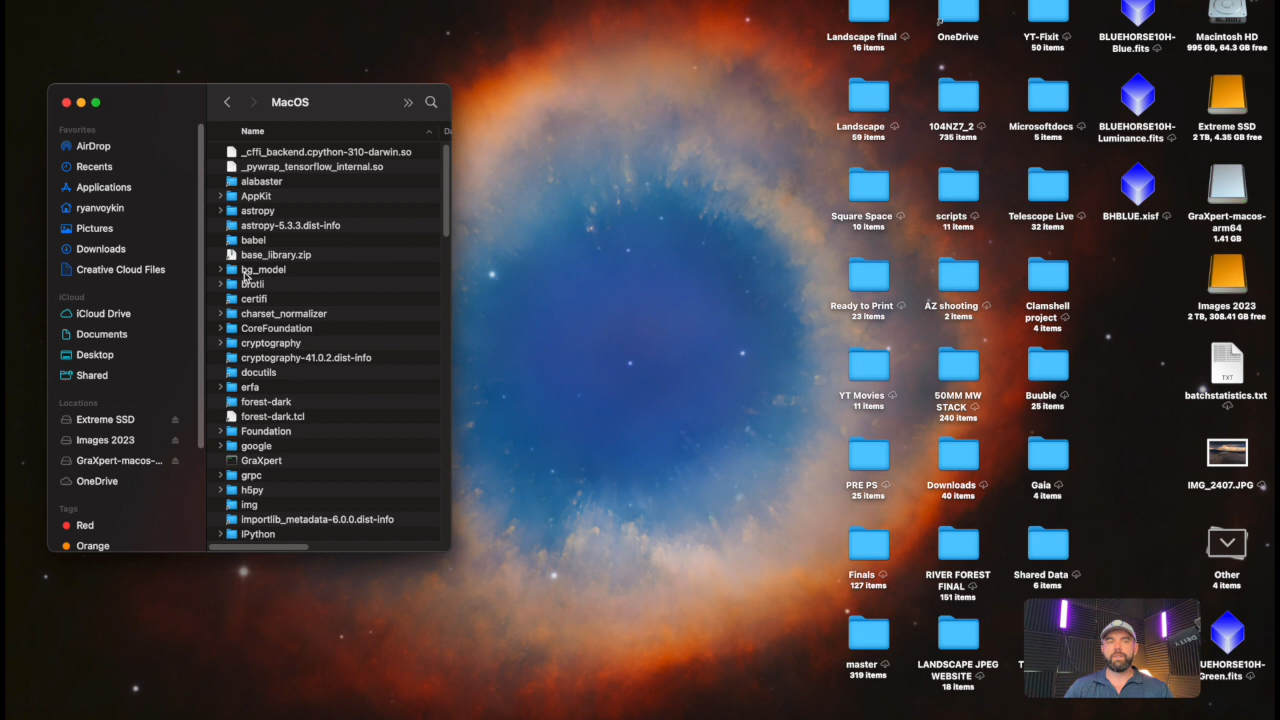 MacOS
Favorites
AirDrop
Recents
Applications
ryanvoykin
Pictures
Downloads
Creative Cloud Files
iCloud
iCloud Drive
Documents
Desktop
Shared
Locations
Extreme SSD
Images 2023
GraXpert-macos-...
OneDrive
Tags
Red
Orange
Name
_cffi_backend.cpython-310-darwin.so
_pywrap_tensorflow_internal.so
alabaster
AppKit
astropy
astropy-5.3.3.dist-info
babel
base_library.zip
bg_model
brotli
certifi
charset_normalizer
CoreFoundation
cryptography
cryptography-41.0.2.dist-info
docutils
erfa
forest-dark
forest-dark.tcl
Foundation
google
GraXpert
grpc
h5py
img
importlib_metadata-6.0.0.dist-info
IPython
Landscape final
16 items
OneDrive
YT-Fixit
50 items
BLUEHORSE10H-
Blue.fits
Macintosh HD
995 GB, 64.3 GB free
Landscape
59 items
104NZ7_2
735 items
Microsoftdocs
5 items
BLUEHORSE10H-
Luminance.fits
Extreme SSD
2 TB, 4.35 GB free
Square Space
10 items
scripts
11 items
Telescope Live
32 items
BHBLUE.xisf
GraXpert-macos-
arm64
1.41 GB
Ready to Print
23 items
AZ shooting
2 items
Clamshell
project
4 items
Images 2023
2 TB, 308.41 GB free
YT Movies
11 items
50MM MW
STACK
240 items
Buuble
25 items
TXT
batchstatistics.txt
PRE PS
25 items
Downloads
40 items
Gaia
4 items
IMG_2407.JPG
Finals
127 items
RIVER FOREST
FINAL
151 items
Shared Data
6 items
Other
4 items
master
319 items
LANDSCAPE JPEG
WEBSITE
18 items
UEHORSE10H-
Green.fits